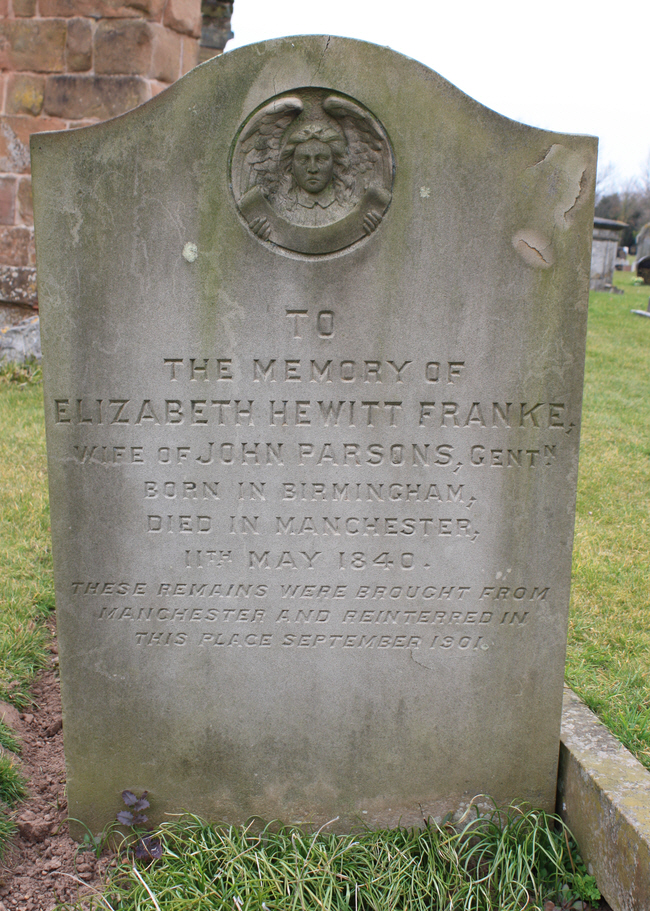 TO
THE MEMORY OF
ELIZABETH HEWITT FRANKE,
WIFE OF JOHN PARSONS, GENTN
BORN IN BIRMINGHAM,
DIED IN MANCHESTER,
11TH MAY 1840.
THESE REMAINS WERE BROUGHT FROM
MANCHESTER AND REINTERRED IN
THIS PLACE SEPTEMBER 1901.